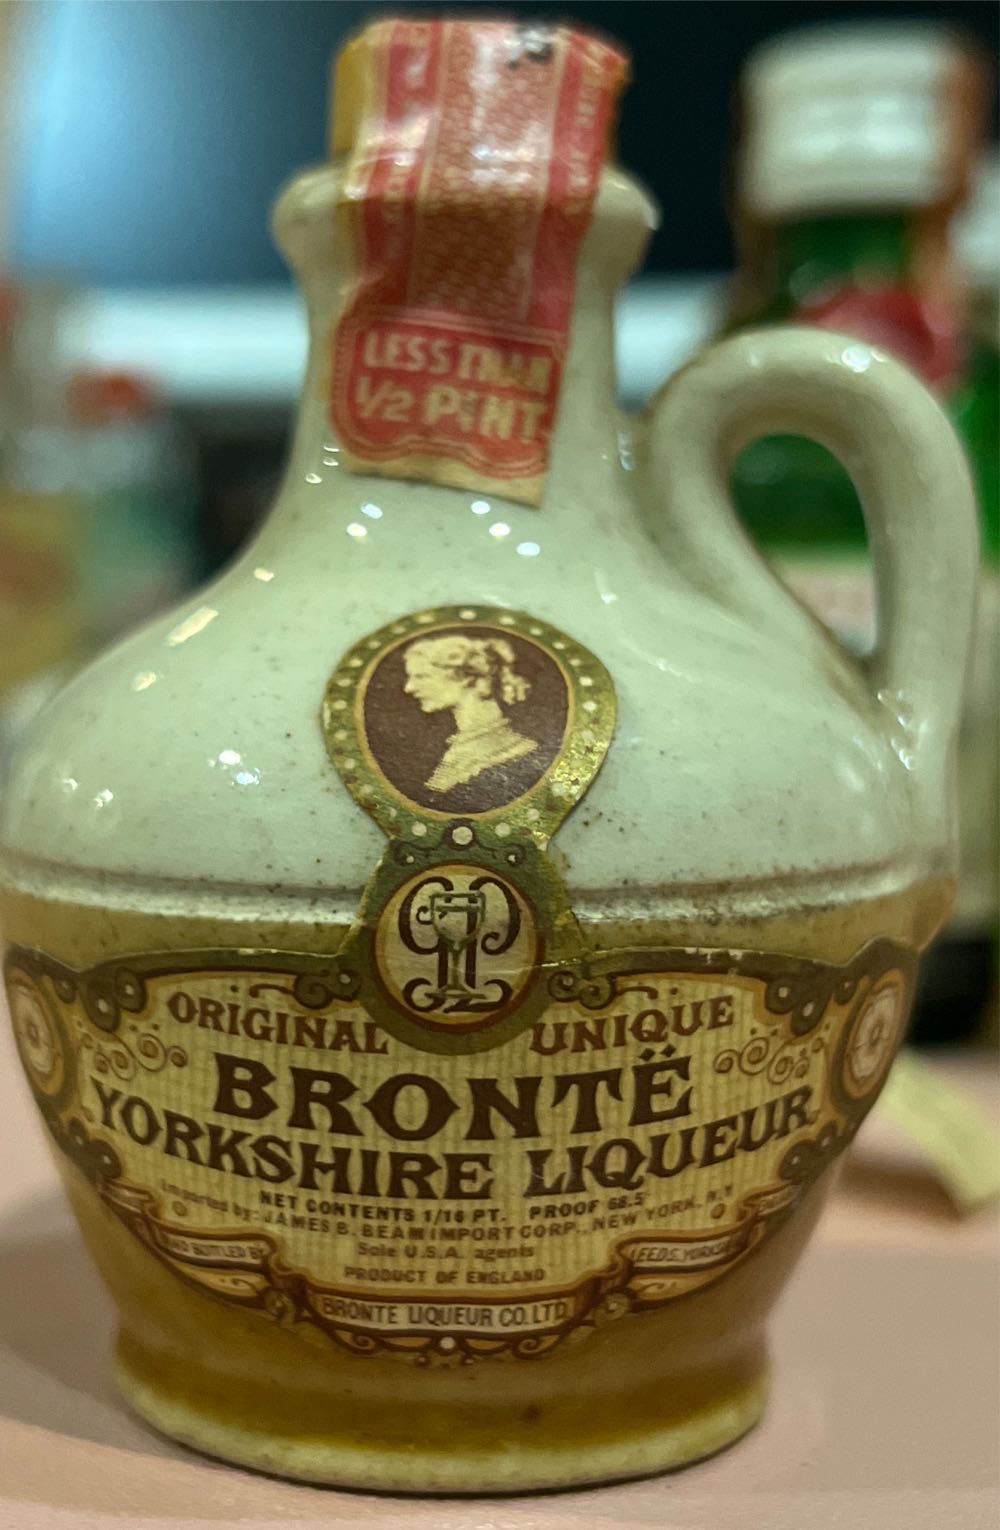 LESS THAN
1/2 PINT
ORIGINAL UNIQUE
BRONTË
YORKSHIRE LIQUEUR
NET CONTENTS 1/16 PT. PROOF 68.5
Imported by: JAMES B. BEAM IMPORT CORP., NEW YORK, N.Y
Sole U.S.A. agents
PRODUCT OF ENGLAND
BOTTLED BY
BRONTE LIQUEUR CO. LTD.
LEEDS,